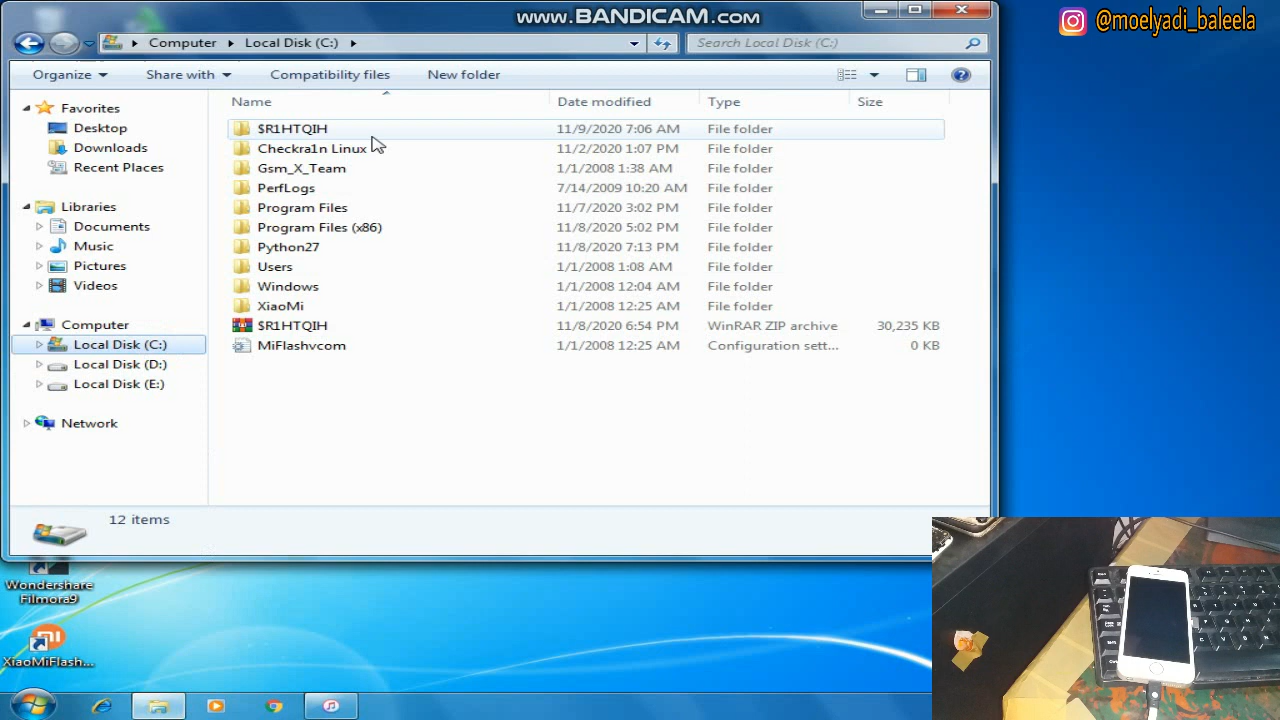 www.BANDICAM.com
@moelyadi_baleela
Computer Local Disk (C:)
Search Local Disk (C:)
Organize Share with Compatibility files New folder
Name Date modified Type Size
Favorites
Desktop
Downloads
Recent Places
Libraries
Documents
Music
Pictures
Videos
Computer
Local Disk (C:)
Local Disk (D:)
Local Disk (E:)
Network
$R1HTQIH 11/9/2020 7:06 AM File folder
Checkra1n Linux 11/2/2020 1:07 PM File folder
Gsm_X_Team 1/1/2008 1:38 AM File folder
PerfLogs 7/14/2009 10:20 AM File folder
Program Files 11/7/2020 3:02 PM File folder
Program Files (x86) 11/8/2020 5:02 PM File folder
Python27 11/8/2020 7:13 PM File folder
Users 1/1/2008 1:08 AM File folder
Windows 1/1/2008 12:04 AM File folder
XiaoMi 1/1/2008 12:25 AM File folder
$R1HTQIH 11/8/2020 6:54 PM WinRAR ZIP archive 30,235 KB
MiFlashvcom 1/1/2008 12:25 AM Configuration sett... 0 KB
12 items
Wondershare
Filmora9
XiaoMiFlash...